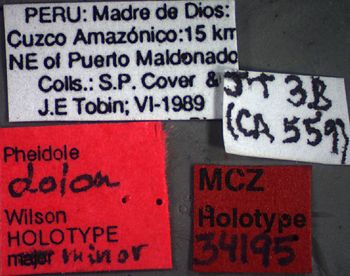 PERU: Madre de Dios:
Cuzco Amazónico: 15 km
NE of Puerto Maldonado
Colls.: S.P. Cover &
J.E Tobin; VI-1989
JT 3B
(CA 559)
Pheidole
dolon
Wilson
HOLOTYPE
major minor
MCZ
Holotype
34195